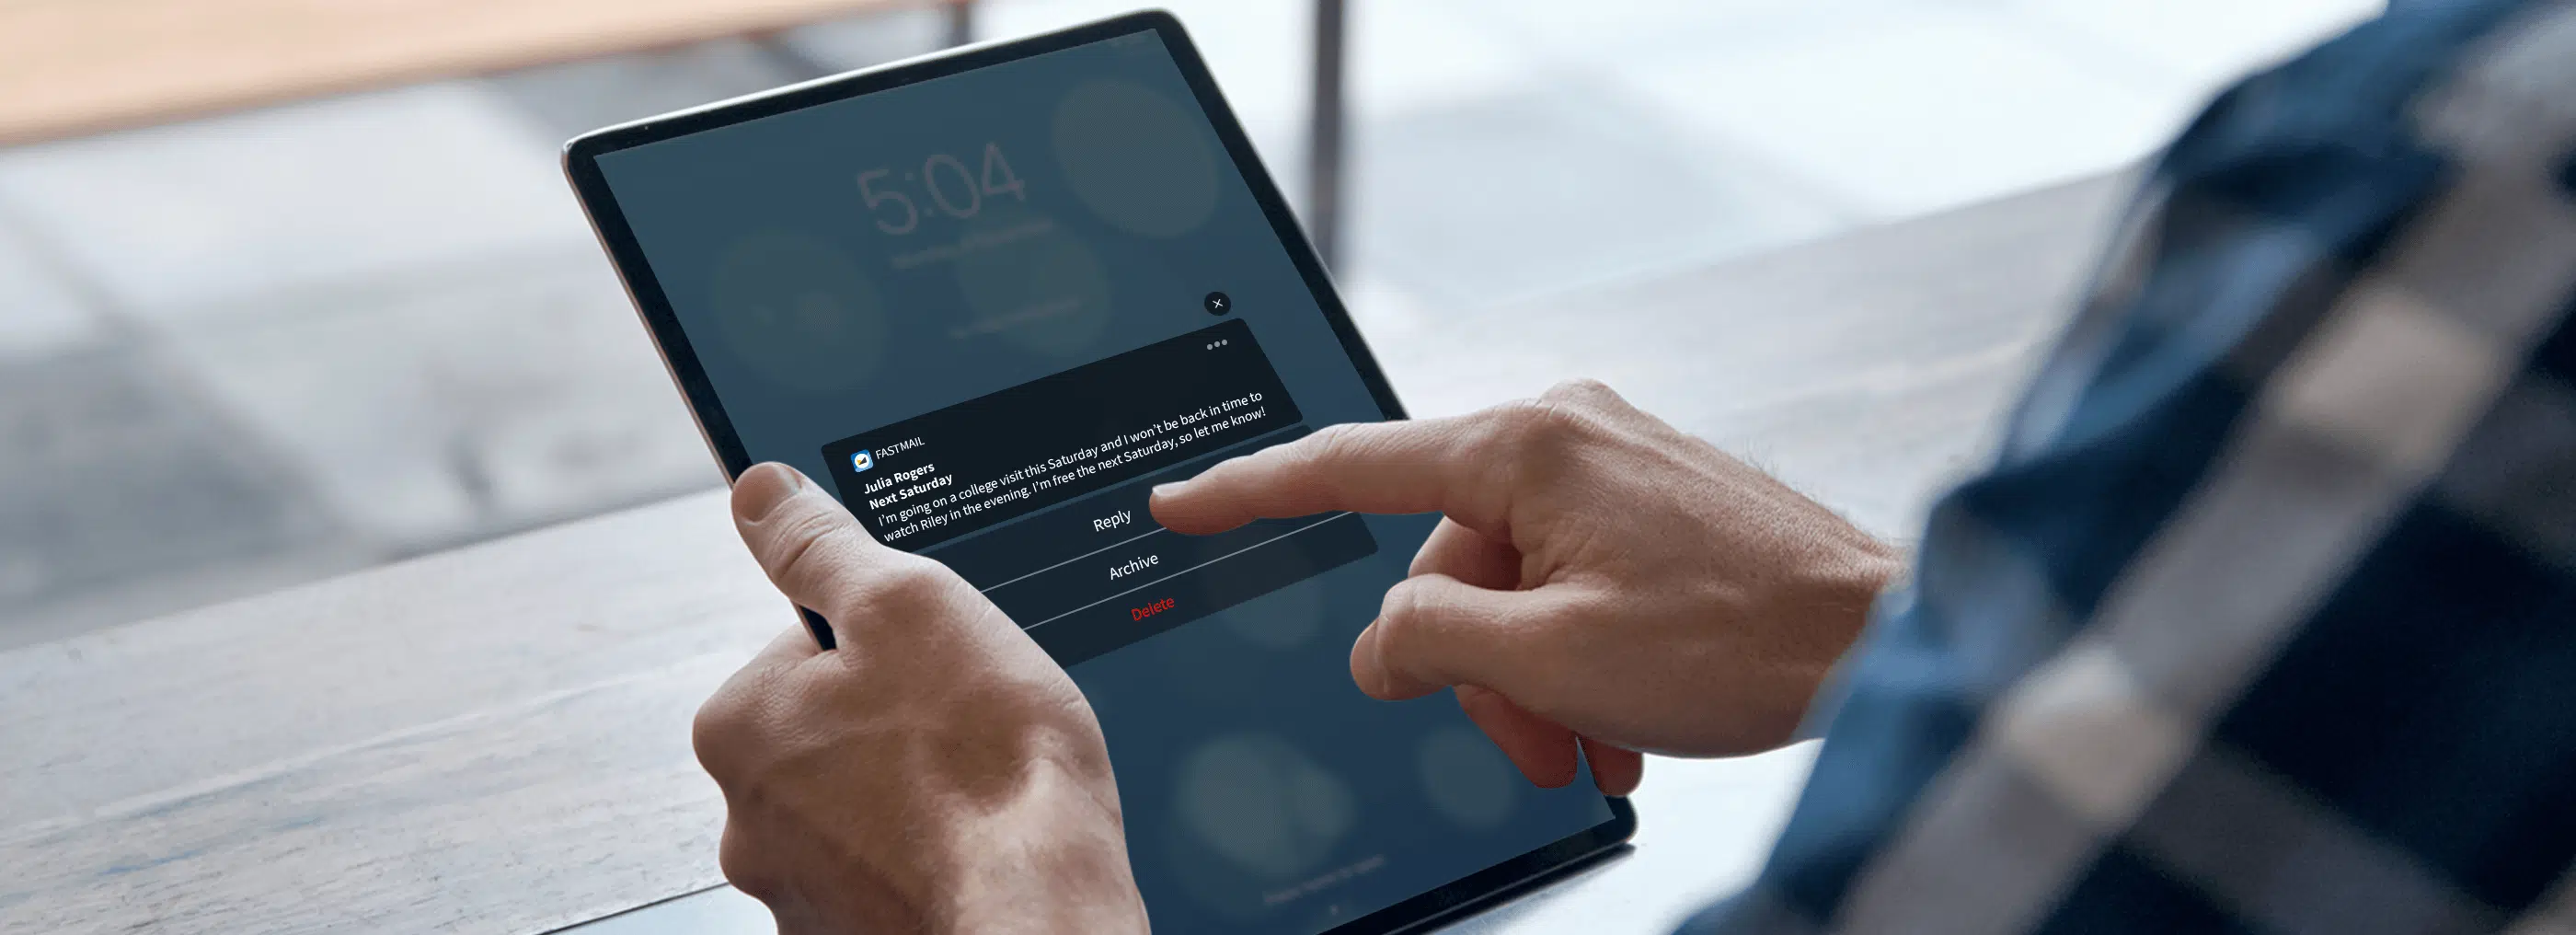 5:04
FASTMAIL
Julia Rogers
Next Saturday
I'm going on a college visit this Saturday and I won't be back in time to
watch Riley in the evening. I'm free the next Saturday, so let me know!
Reply
Archive
Delete